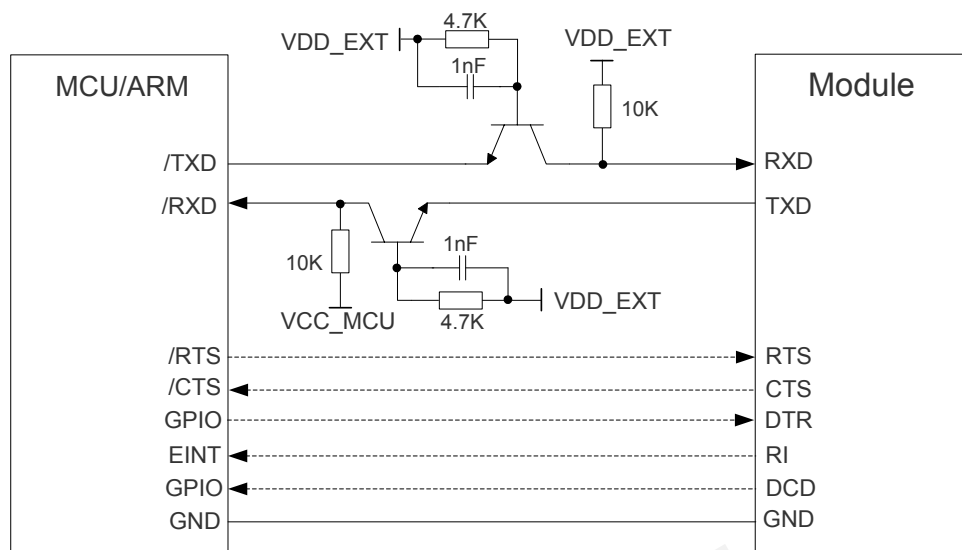 4.7K
VDD_EXT
VDD_EXT
1nF
MCU/ARM
Module
10K
/TXD
RXD
/RXD
TXD
1nF
10K
VDD_EXT
VCC_MCU
4.7K
/RTS
RTS
/CTS
CTS
GPIO
DTR
EINT
RI
GPIO
DCD
GND
GND